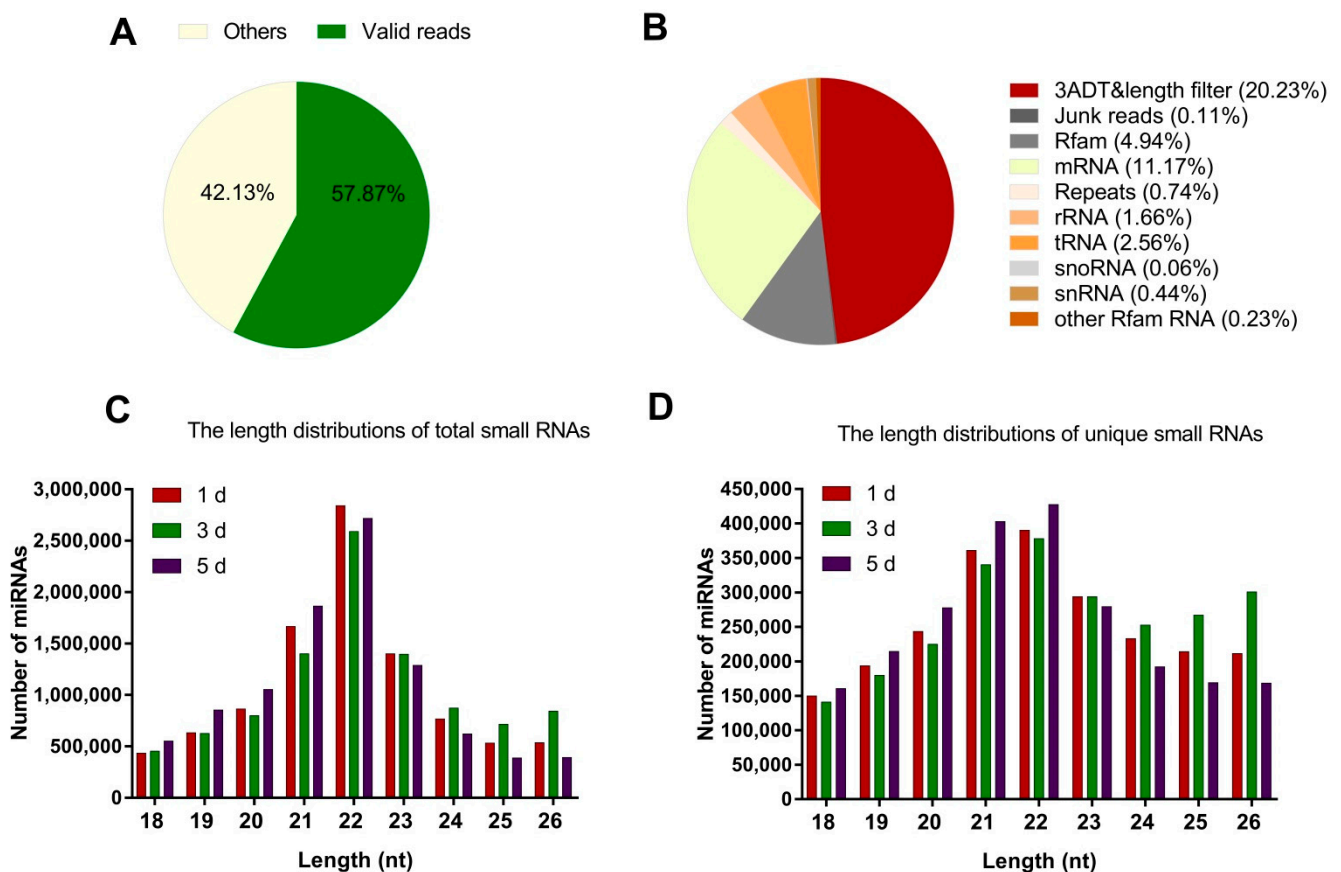 A
Others
Valid reads
42.13%
57.87%
B
3ADT&length filter (20.23%)
Junk reads (0.11%)
Rfam (4.94%)
mRNA (11.17%)
Repeats (0.74%)
rRNA (1.66%)
tRNA (2.56%)
snoRNA (0.06%)
snRNA (0.44%)
other Rfam RNA (0.23%)
C
The length distributions of total small RNAs
Number of miRNAs
3,000,000
2,500,000
2,000,000
1,500,000
1,000,000
500,000
0
1 d
3 d
5 d
18 19 20 21 22 23 24 25 26
Length (nt)
D
The length distributions of unique small RNAs
Number of miRNAs
450,000
400,000
350,000
300,000
250,000
200,000
150,000
100,000
50,000
0
1 d
3 d
5 d
18 19 20 21 22 23 24 25 26
Length (nt)